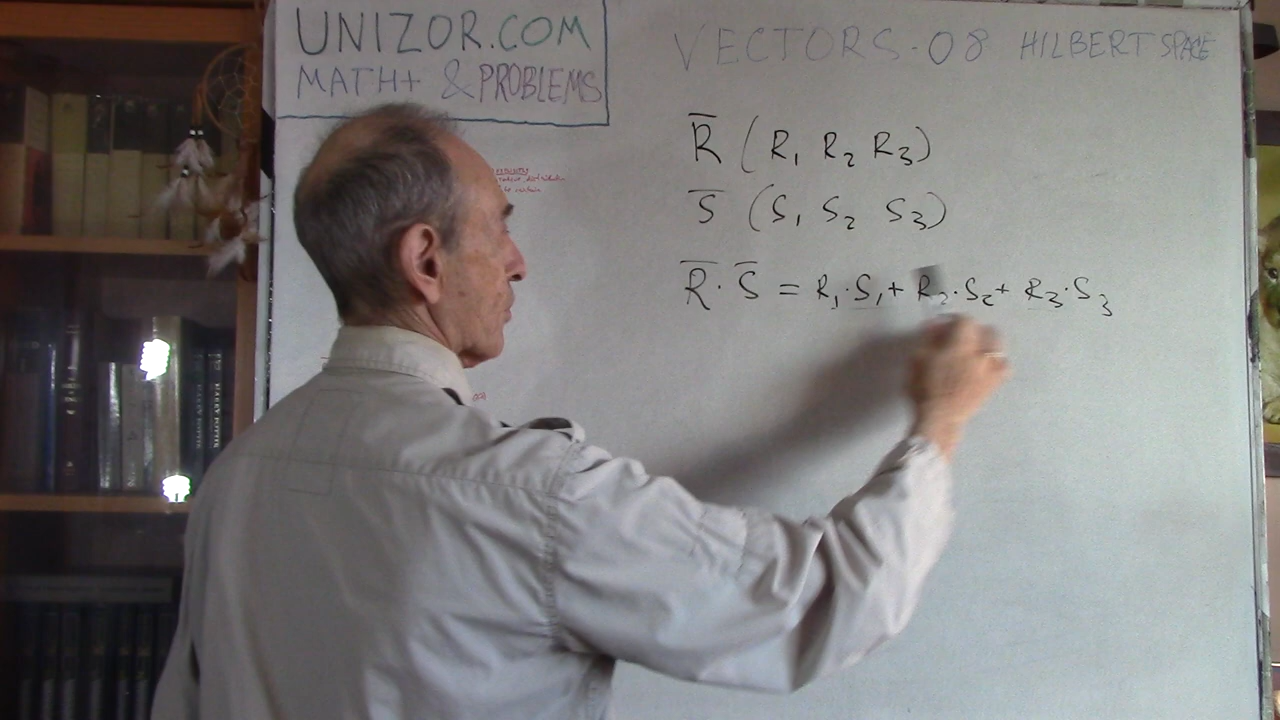 UNIZOR.COM
MATH+ & PROBLEMS
VECTORS-08 HILBERT SPACE
R̅ (R₁ R₂ R₃)
S̅ (S₁ S₂ S₃)
R̅·S̅ = R₁·S₁+R₂·S₂+R₃·S₃